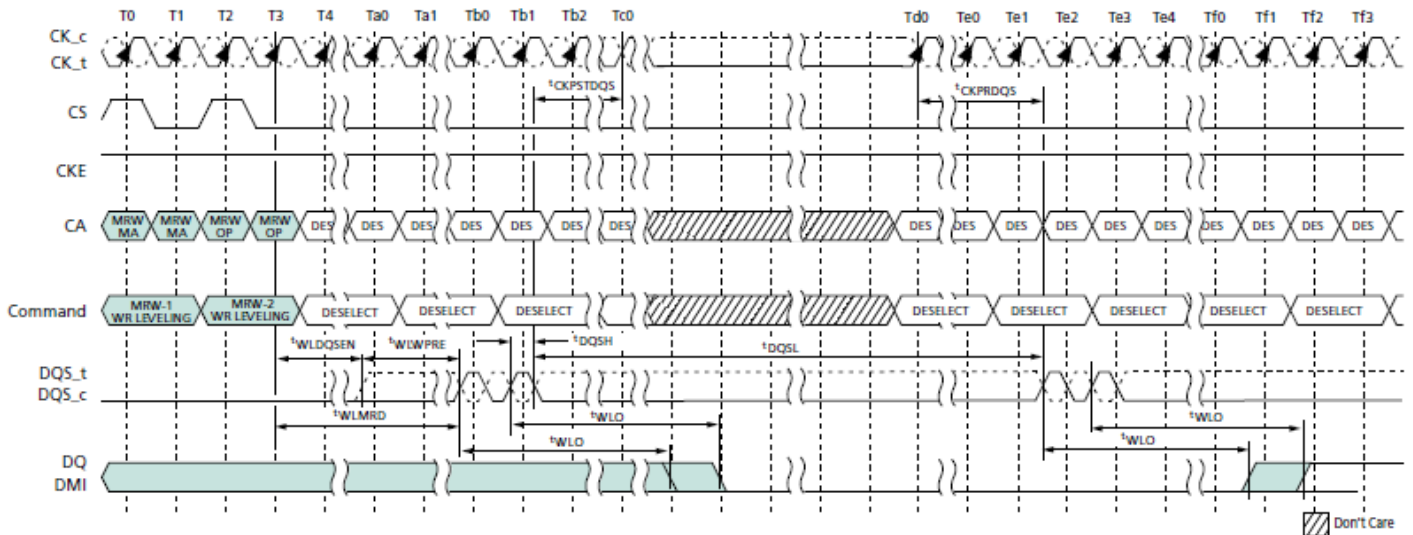 T0 T1 T2 T3 T4 Ta0 Ta1 Tb0 Tb1 Tb2 Tc0 Td0 Te0 Te1 Te2 Te3 Te4 Tf0 Tf1 Tf2 Tf3
CK_c
CK_t
tCKPSTDQS tCKPRDQS
CS
CKE
CA MRW MA MRW MA MRW OP MRW OP DES DES DES DES DES DES DES DES DES DES DES DES DES DES DES DES DES
Command MRW-1 WR LEVELING MRW-2 WR LEVELING DESELECT DESELECT DESELECT DESELECT DESELECT DESELECT DESELECT DESELECT
tWLDQSEN tWLWPRE tDQSH tDQSL
DQS_t
DQS_c
tWLMRD tWLO tWLO
tWLO tWLO
DQ
DMI
Don't Care